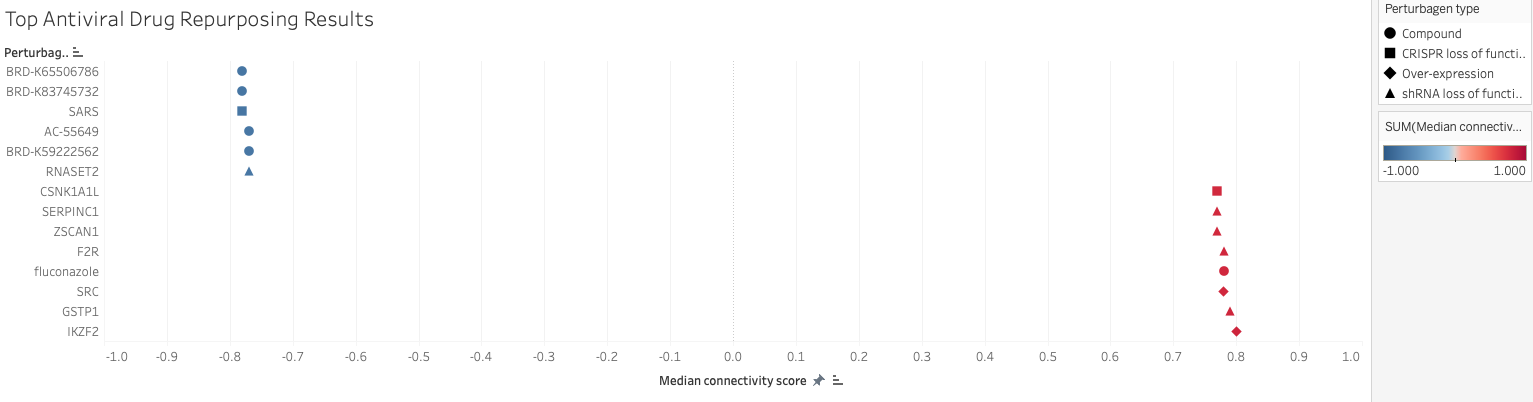 Top Antiviral Drug Repurposing Results
Perturbag..
BRD-K65506786
BRD-K83745732
SARS
AC-55649
BRD-K59222562
RNASET2
CSNK1A1L
SERPINC1
ZSCAN1
F2R
fluconazole
SRC
GSTP1
IKZF2
-1.0 -0.9 -0.8 -0.7 -0.6 -0.5 -0.4 -0.3 -0.2 -0.1 0.0 0.1 0.2 0.3 0.4 0.5 0.6 0.7 0.8 0.9 1.0
Median connectivity score
Perturbagen type
Compound
CRISPR loss of functi..
Over-expression
shRNA loss of functi..
SUM(Median connectiv...
-1.000 1.000